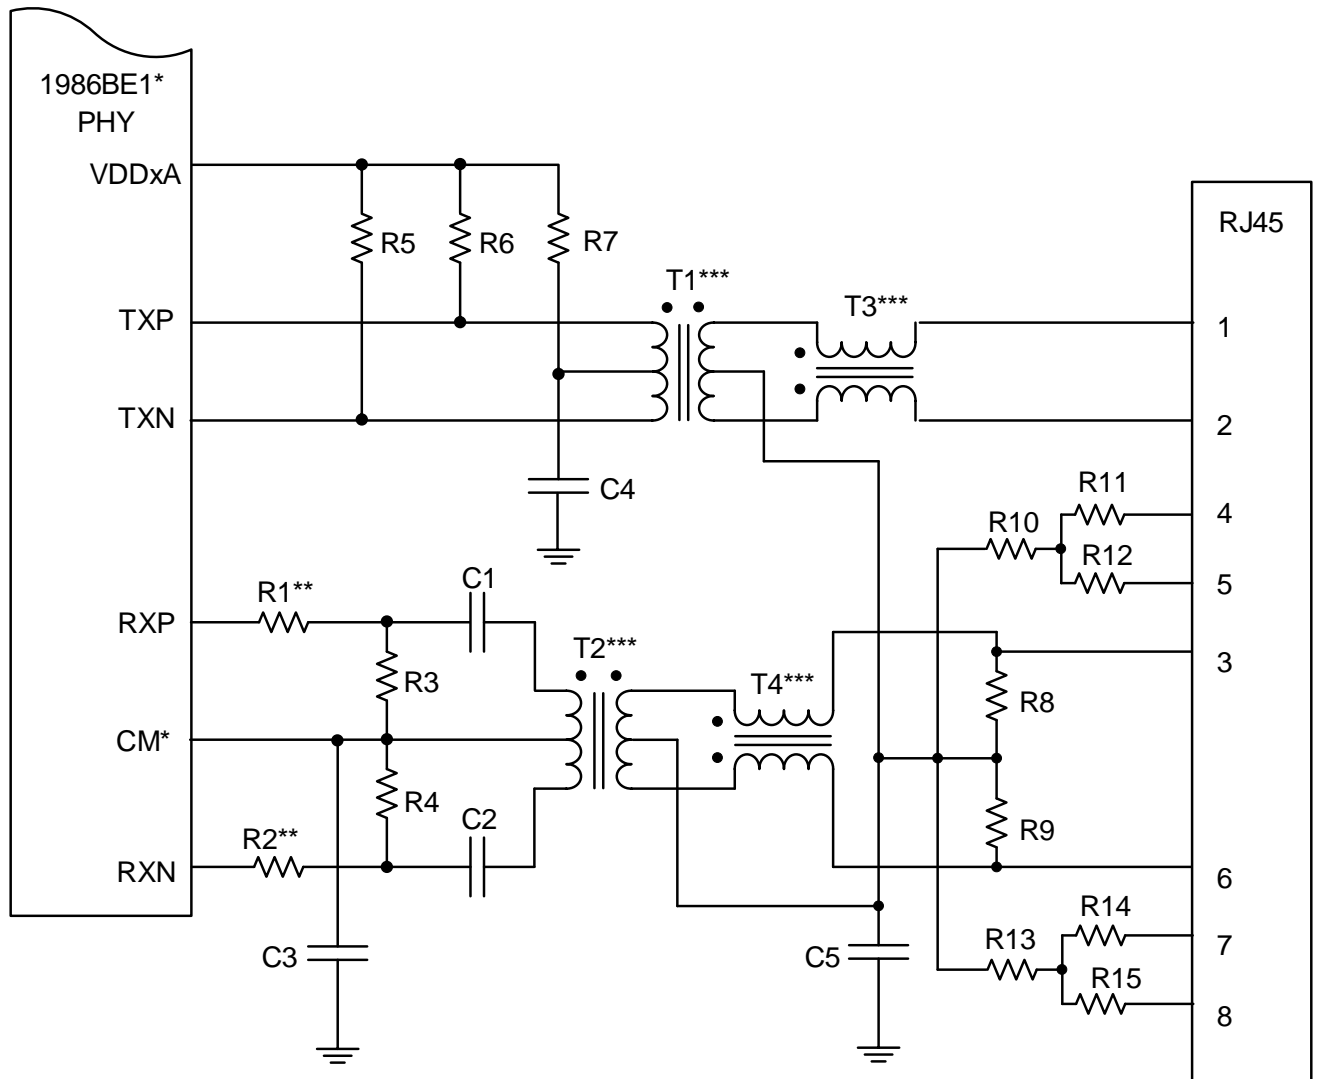 1986BE1*
PHY
VDDxA
RJ45
R5
R6
R7
T1***
T3***
TXP
1
TXN
2
C4
R11
R10
4
R12
5
R1**
C1
RXP
T2***
3
R3
T4***
R8
CM*
R4
C2
R2**
R9
RXN
6
R14
C3
C5
R13
7
R15
8